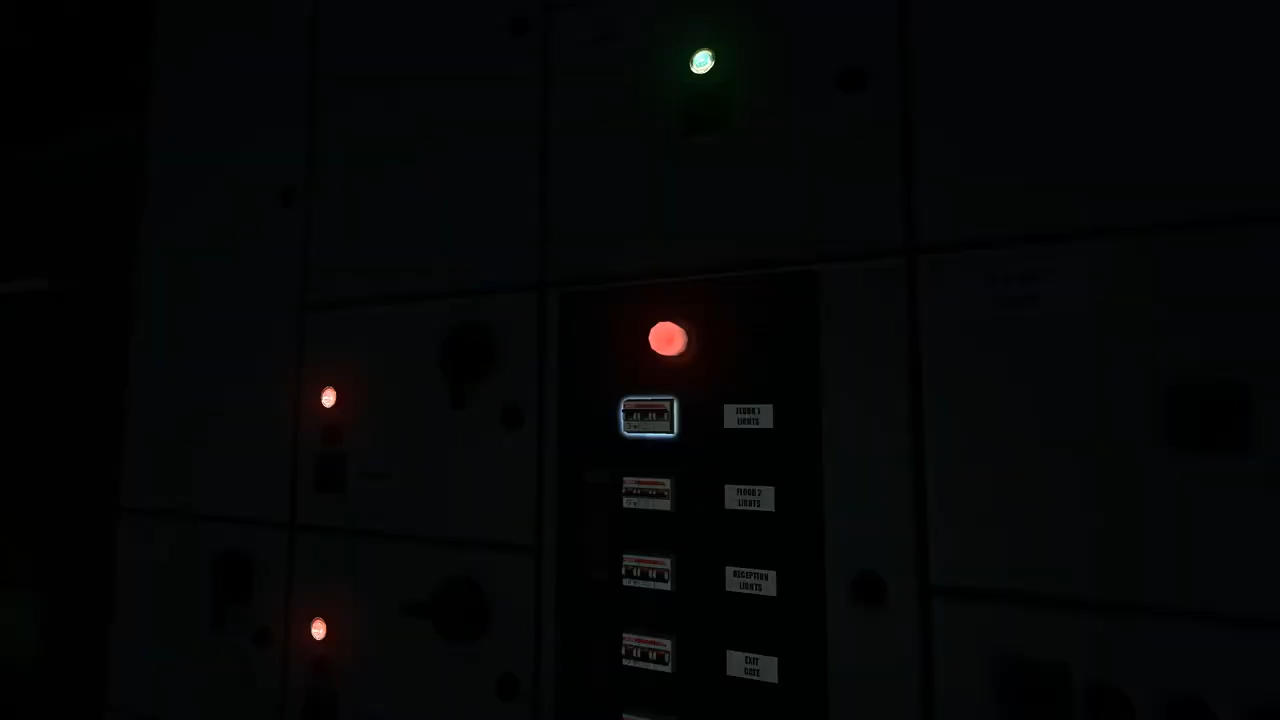 FLOOR 1
LIGHTS
FLOOR 2
LIGHTS
RECEPTION
LIGHTS
EXIT
GATE